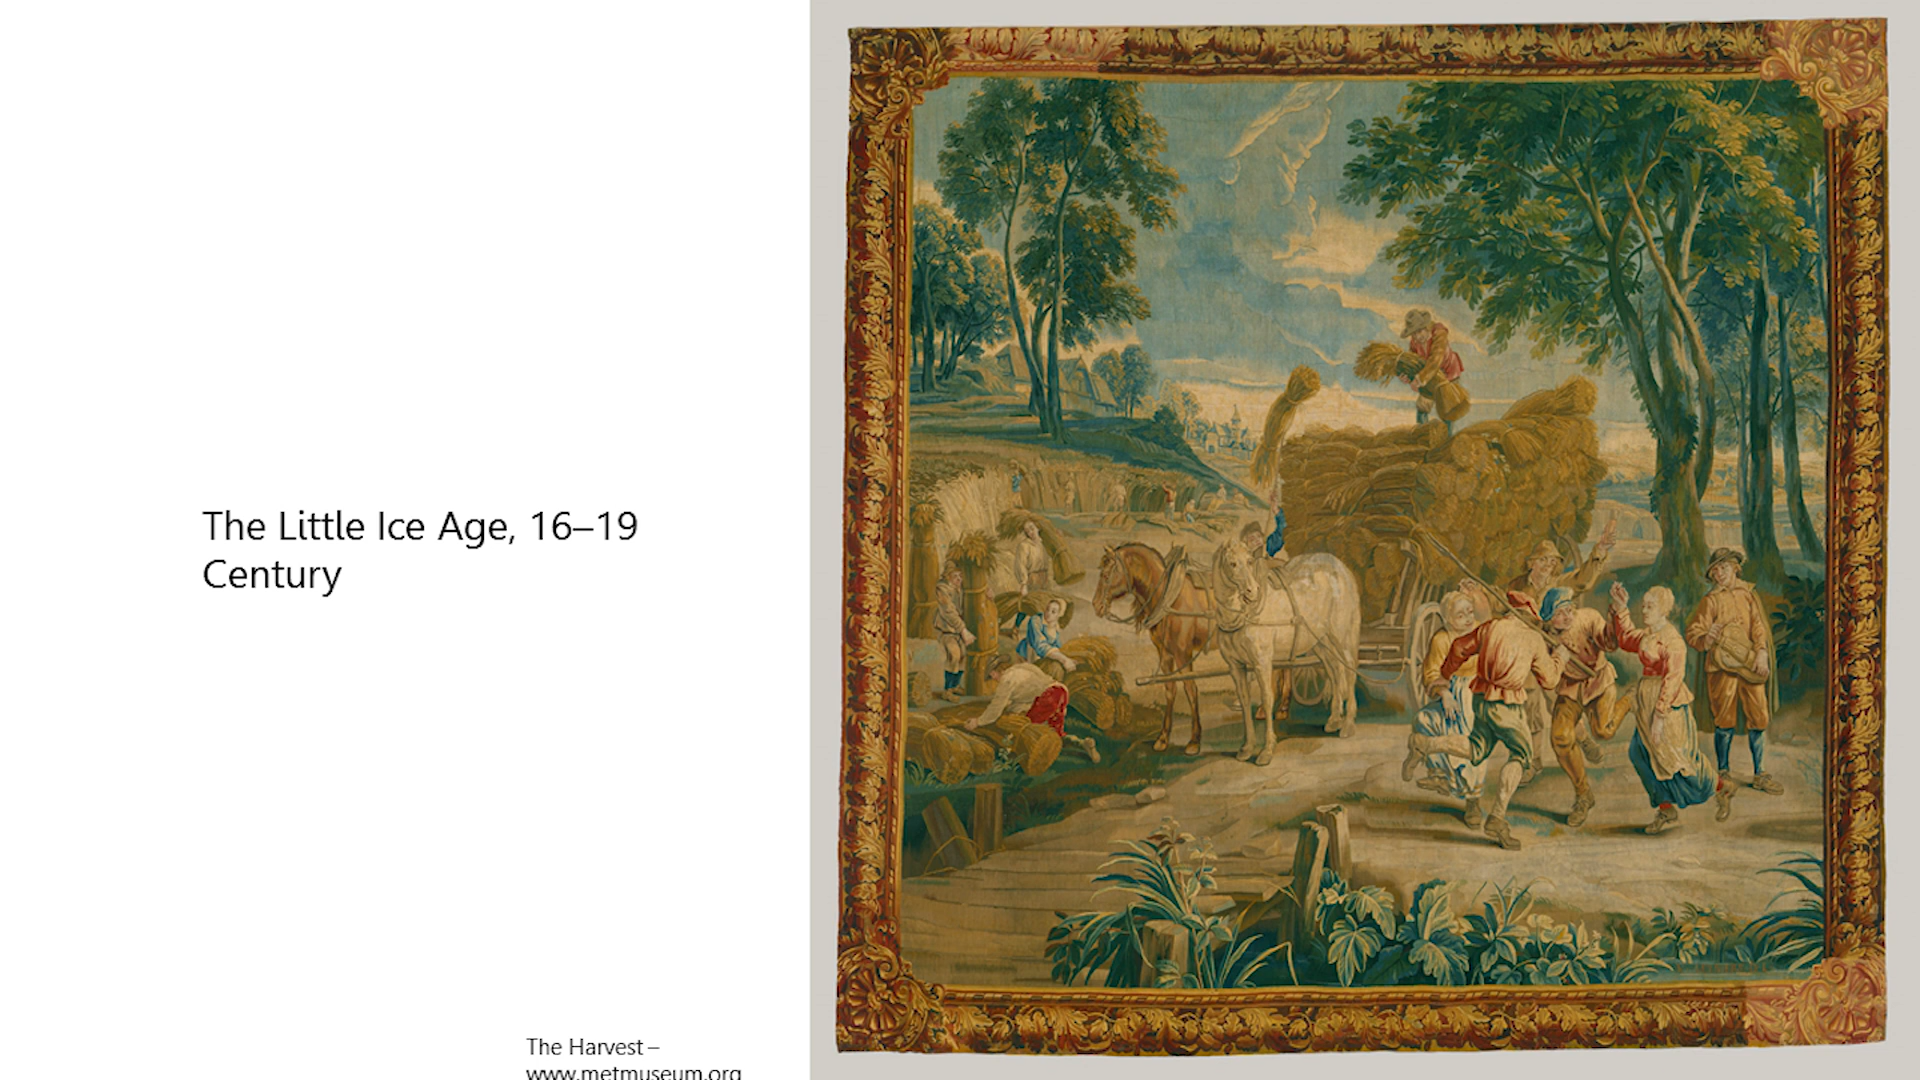 The Little Ice Age, 16–19
Century
The Harvest –
www.metmuseum.org